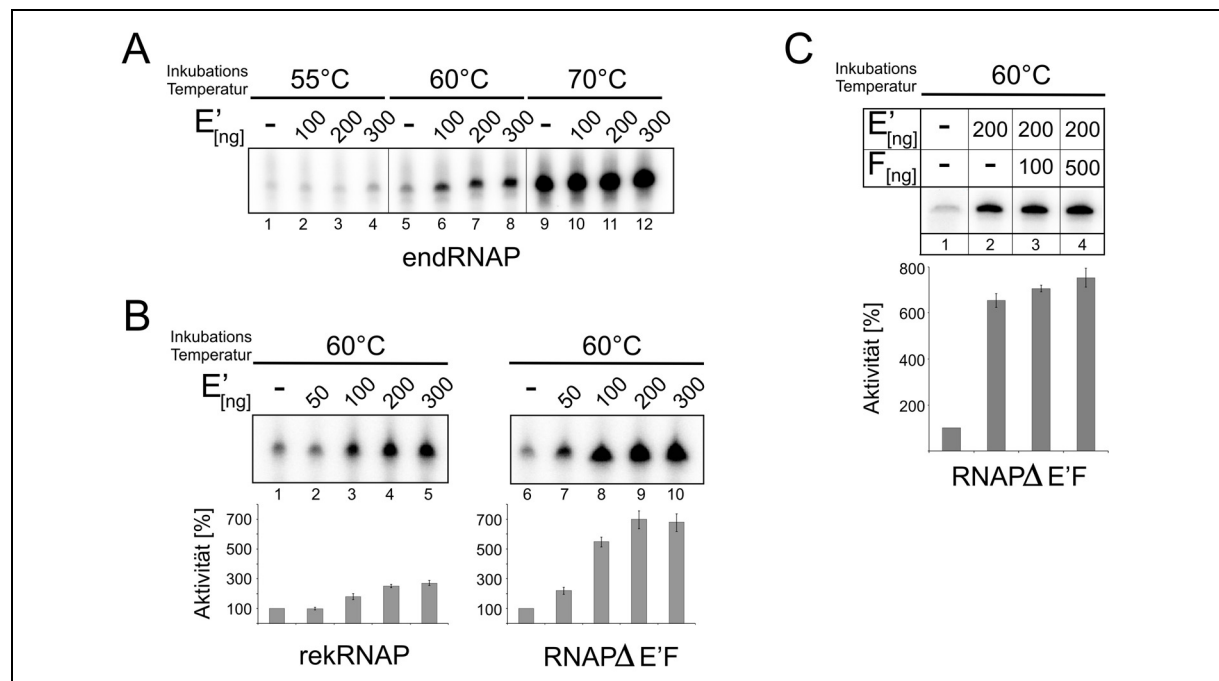 A
Inkubations
Temperatur
55°C 60°C 70°C
E'[ng] - 100 200 300 - 100 200 300 - 100 200 300
1 2 3 4 5 6 7 8 9 10 11 12
endRNAP
B
Inkubations
Temperatur
60°C 60°C
E'[ng] - 50 100 200 300 - 50 100 200 300
1 2 3 4 5 6 7 8 9 10
Aktivität [%]
700 700
500 500
300 300
100 100
rekRNAP RNAPΔ E'F
C
Inkubations
Temperatur
60°C
E'[ng] - 200 200 200
F[ng] - - 100 500
1 2 3 4
Aktivität [%]
800
600
400
200
RNAPΔ E'F